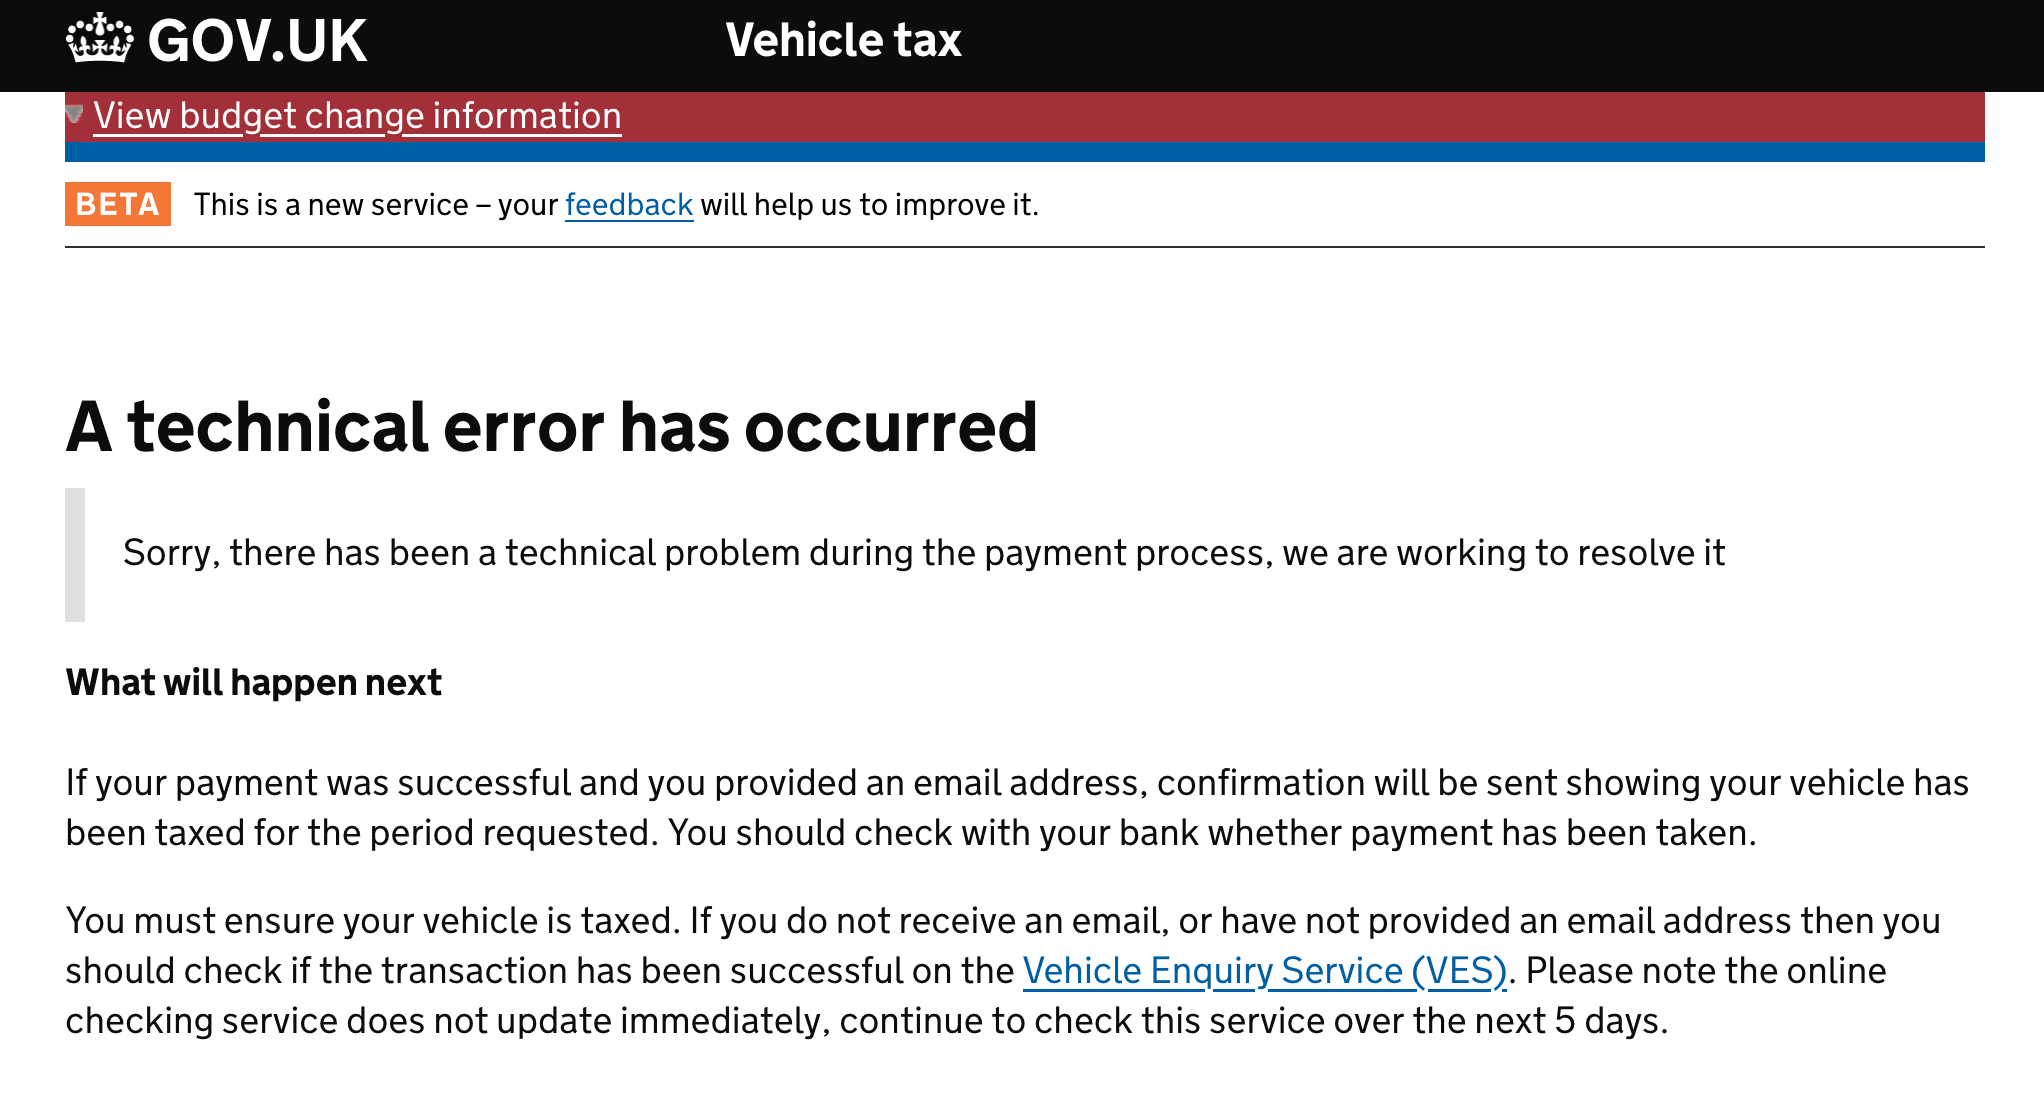 GOV.UK
Vehicle tax
View budget change information
BETA This is a new service – your feedback will help us to improve it.
A technical error has occurred
Sorry, there has been a technical problem during the payment process, we are working to resolve it
What will happen next
If your payment was successful and you provided an email address, confirmation will be sent showing your vehicle has
been taxed for the period requested. You should check with your bank whether payment has been taken.
You must ensure your vehicle is taxed. If you do not receive an email, or have not provided an email address then you
should check if the transaction has been successful on the Vehicle Enquiry Service (VES). Please note the online
checking service does not update immediately, continue to check this service over the next 5 days.